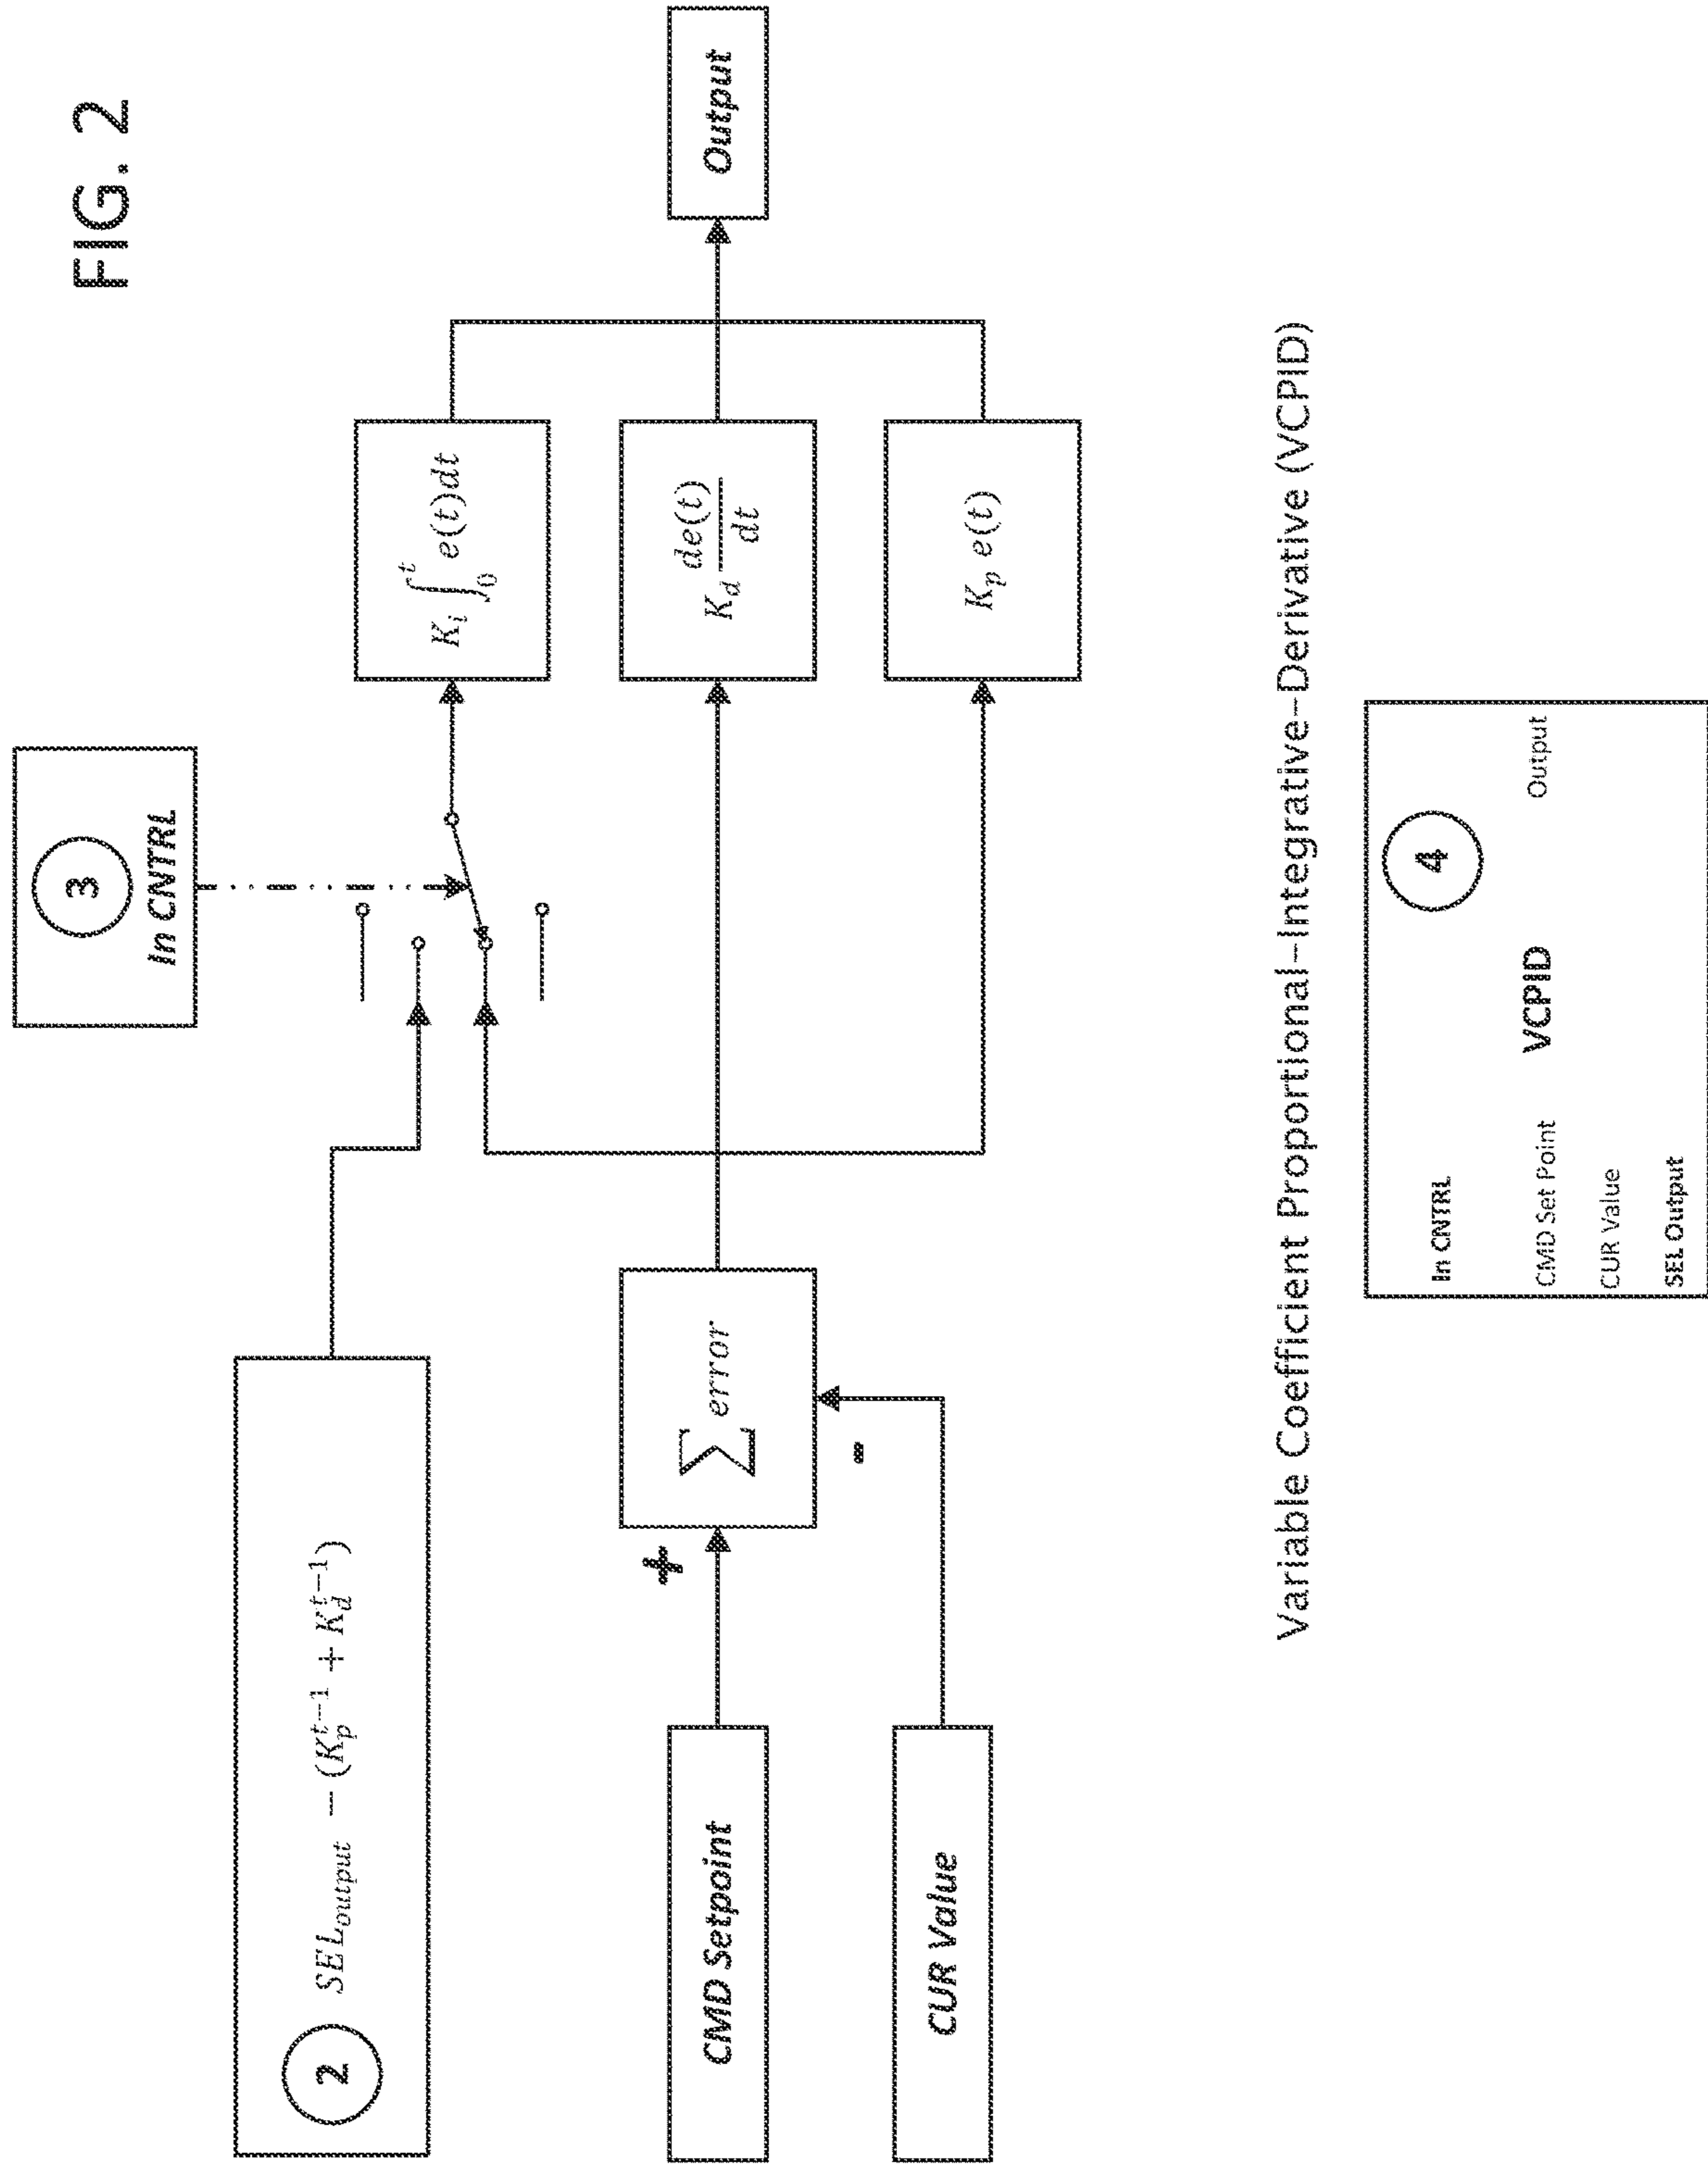 FIG. 2
3
In CNTRL
2 SEL_{output} − (K_p^{t−1} + K_d^{t−1})
K_i ∫_0^t e(t)dt
CMD Setpoint
+
∑ error
K_d de(t)/dt
Output
-
CUR Value
K_p e(t)
Variable Coefficient Proportional–Integrative–Derivative (VCPID)
4
In CNTRL
CMD Set Point
VCPID
Output
CUR Value
SEL Output